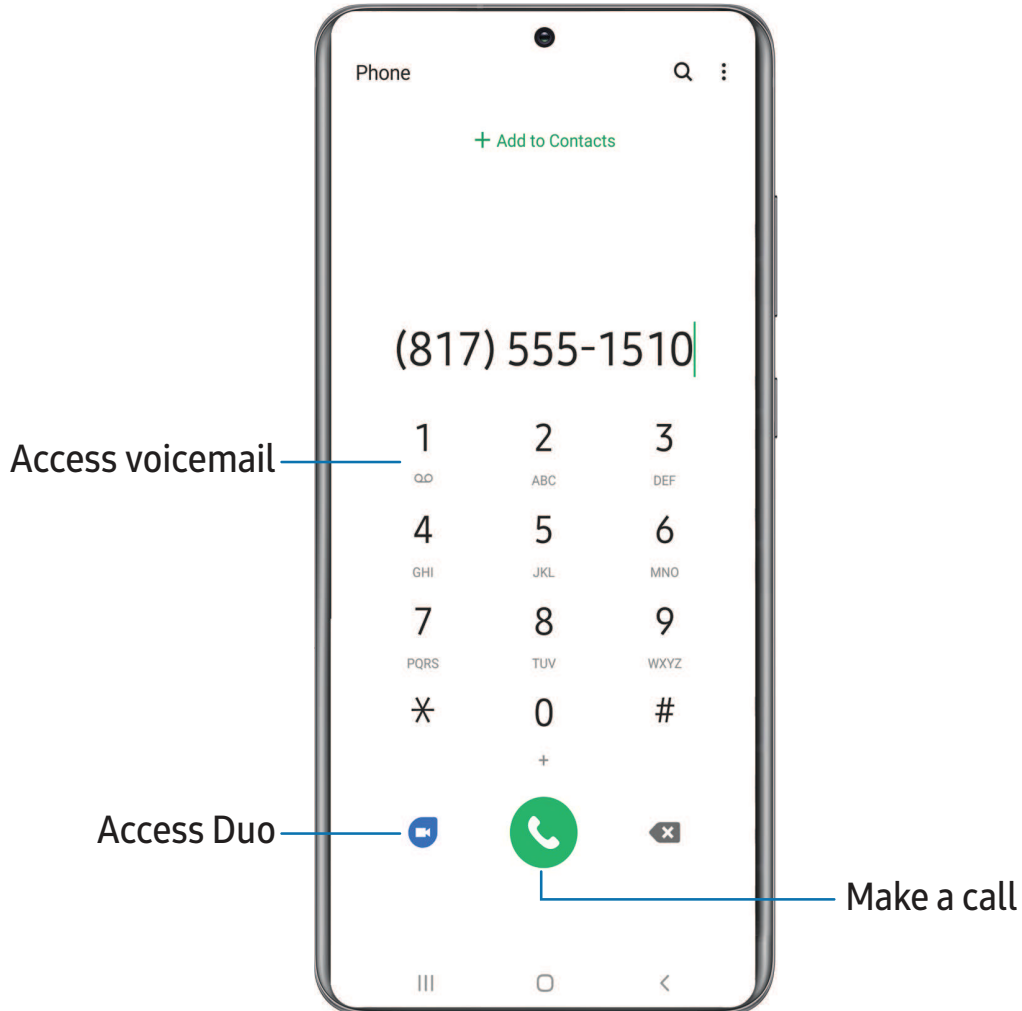 Phone
+ Add to Contacts
(817) 555-1510
Access voicemail
1 2 3
ABC DEF
4 5 6
GHI JKL MNO
7 8 9
PQRS TUV WXYZ
* 0 #
+
Access Duo
Make a call